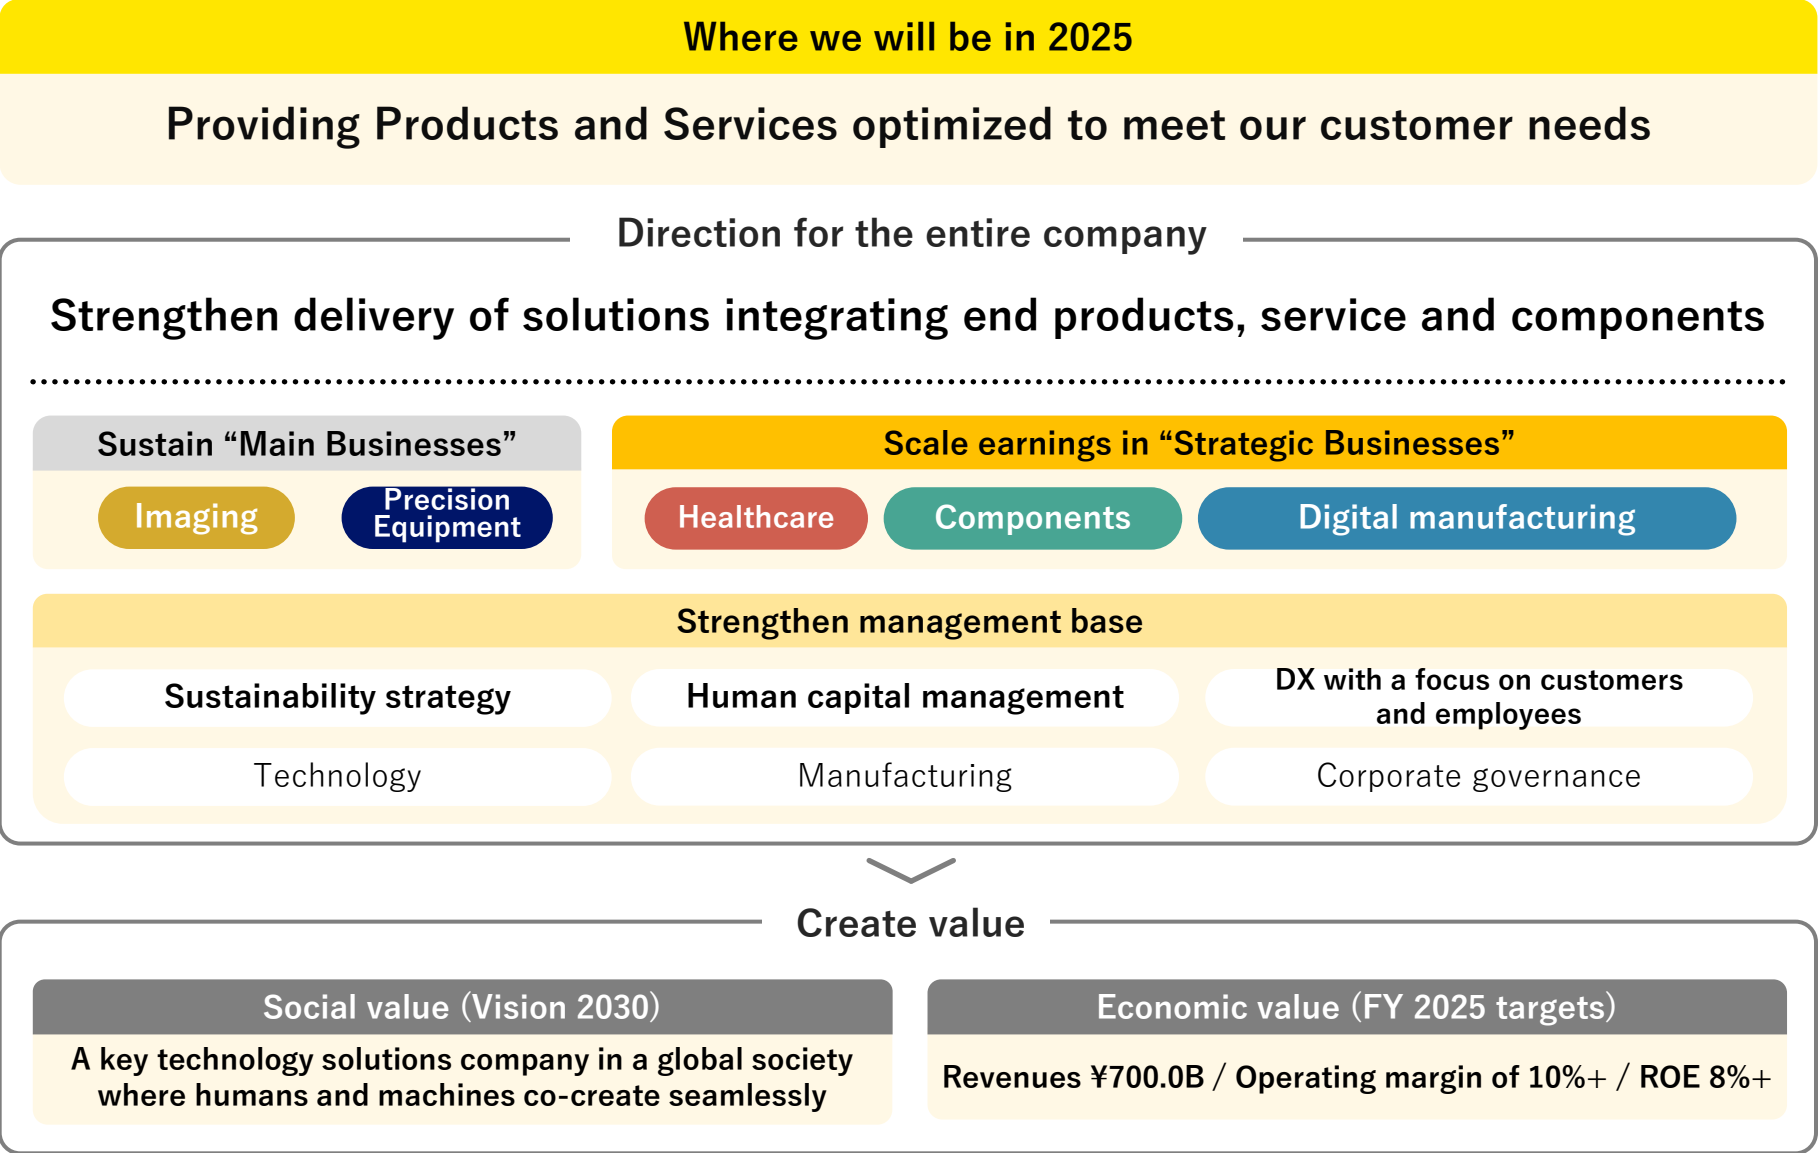 Where we will be in 2025
Providing Products and Services optimized to meet our customer needs
Direction for the entire company
Strengthen delivery of solutions integrating end products, service and components
Sustain “Main Businesses”
Imaging
Precision
Equipment
Scale earnings in “Strategic Businesses”
Healthcare
Components
Digital manufacturing
Strengthen management base
Sustainability strategy
Human capital management
DX with a focus on customers
and employees
Technology
Manufacturing
Corporate governance
Create value
Social value (Vision 2030)
A key technology solutions company in a global society
where humans and machines co-create seamlessly
Economic value (FY 2025 targets)
Revenues ¥700.0B / Operating margin of 10%+ / ROE 8%+